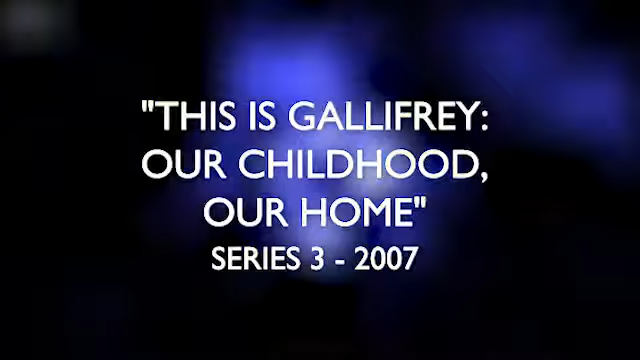 "THIS IS GALLIFREY:
OUR CHILDHOOD,
OUR HOME"
SERIES 3 - 2007